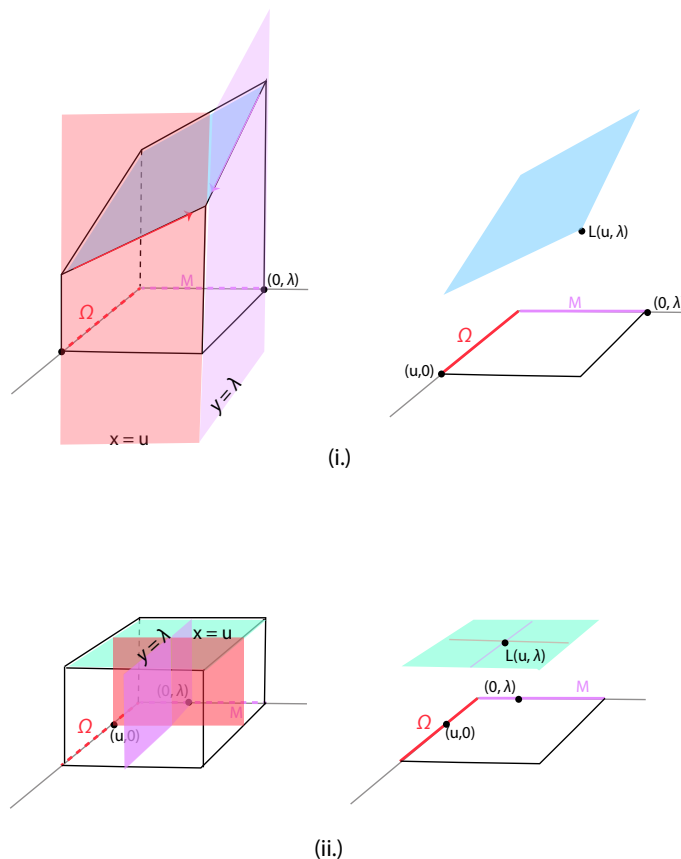 (0, λ)
M
Ω
y = λ
x = u
L(u, λ)
M
(0, λ)
Ω
(u,0)
(i.)
x = u
y = λ
(0, λ)
M
Ω
(u,0)
L(u, λ)
(0, λ)
M
Ω
(u,0)
(ii.)